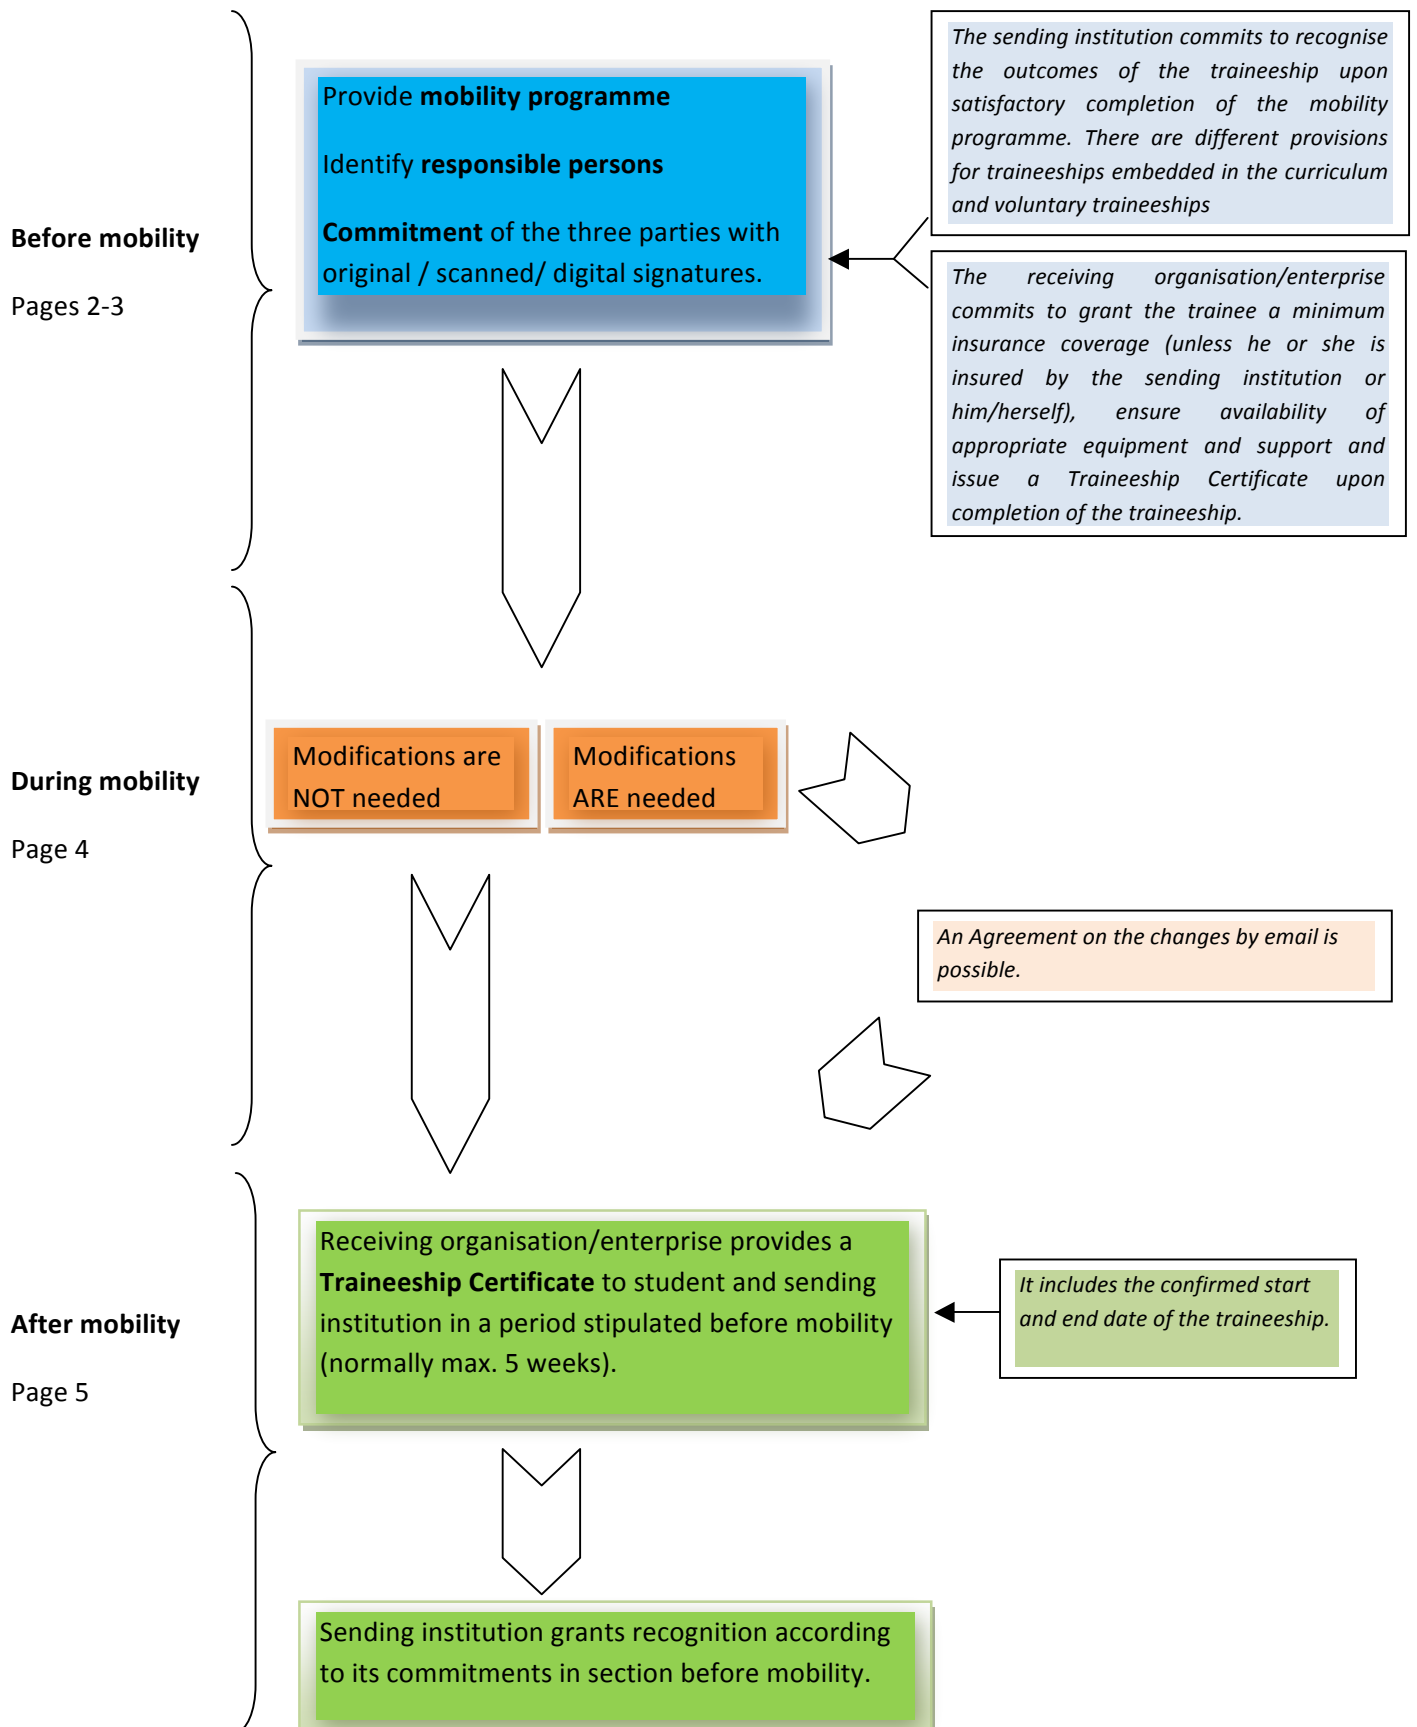 Before mobility
Pages 2-3
Provide mobility programme
Identify responsible persons
Commitment of the three parties with
original / scanned/ digital signatures.
The sending institution commits to recognise
the outcomes of the traineeship upon
satisfactory completion of the mobility
programme. There are different provisions
for traineeships embedded in the curriculum
and voluntary traineeships
The receiving organisation/enterprise
commits to grant the trainee a minimum
insurance coverage (unless he or she is
insured by the sending institution or
him/herself), ensure availability of
appropriate equipment and support and
issue a Traineeship Certificate upon
completion of the traineeship.
During mobility
Page 4
Modifications are
NOT needed
Modifications
ARE needed
An Agreement on the changes by email is
possible.
After mobility
Page 5
Receiving organisation/enterprise provides a
Traineeship Certificate to student and sending
institution in a period stipulated before mobility
(normally max. 5 weeks).
It includes the confirmed start
and end date of the traineeship.
Sending institution grants recognition according
to its commitments in section before mobility.